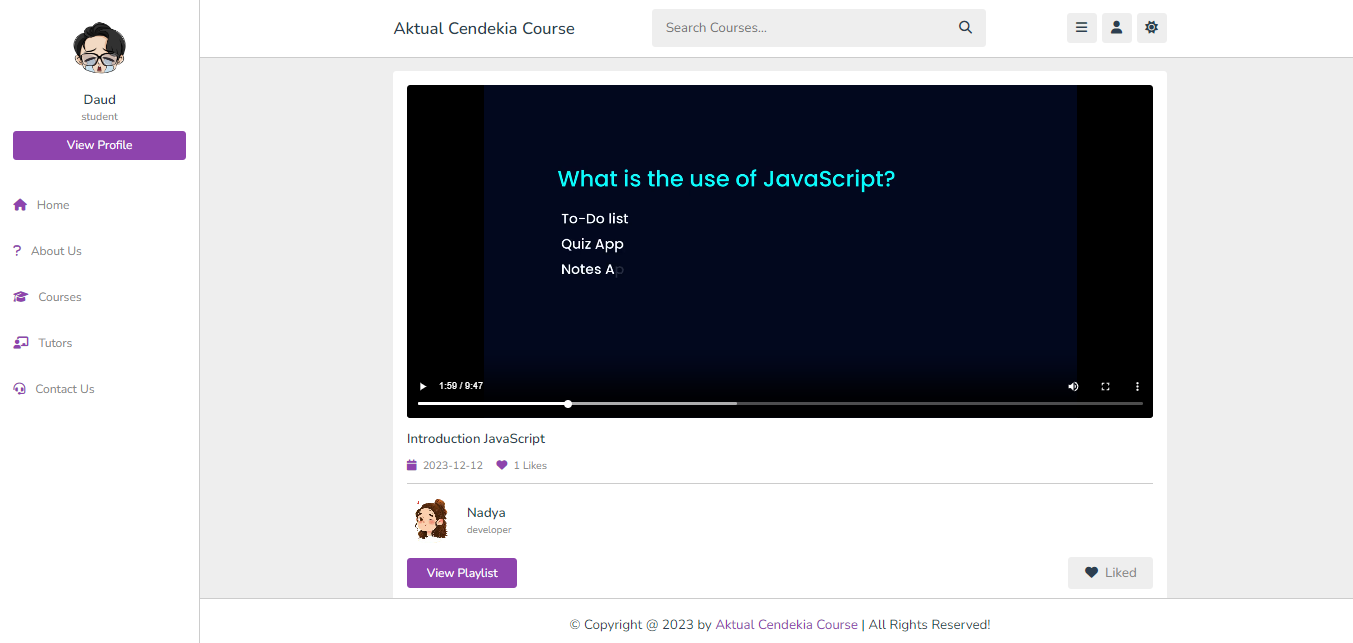 Daud
student
View Profile
Home
? About Us
Courses
Tutors
Contact Us
Aktual Cendekia Course
Search Courses...
What is the use of JavaScript?
To-Do list
Quiz App
Notes Ap
1:59 / 9:47
Introduction JavaScript
2023-12-12 1 Likes
Nadya
developer
View Playlist
Liked
© Copyright @ 2023 by Aktual Cendekia Course | All Rights Reserved!